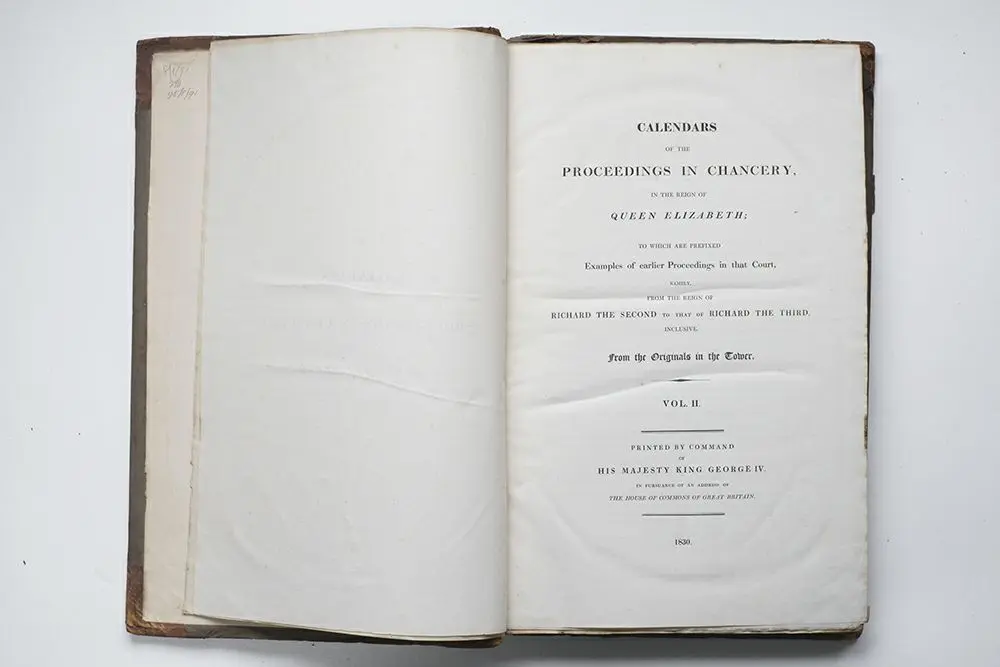 CALENDARS
OF THE
PROCEEDINGS IN CHANCERY,
IN THE REIGN OF
QUEEN ELIZABETH;
TO WHICH ARE PREFIXED
Examples of earlier Proceedings in that Court,
NAMELY,
FROM THE REIGN OF
RICHARD THE SECOND TO THAT OF RICHARD THE THIRD,
INCLUSIVE.
From the Originals in the Tower.
VOL. II.
PRINTED BY COMMAND
OF
HIS MAJESTY KING GEORGE IV.
IN PURSUANCE OF AN ADDRESS OF
THE HOUSE OF COMMONS OF GREAT BRITAIN.
1830.